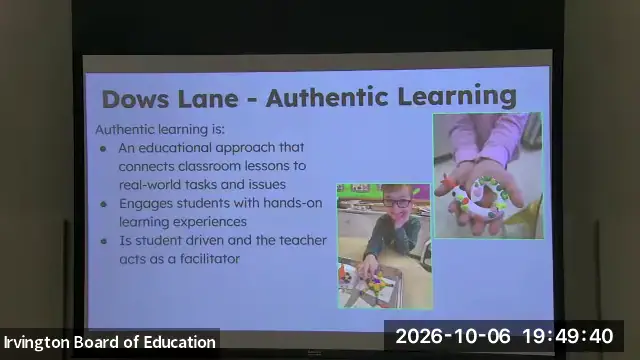 Dows Lane - Authentic Learning
Authentic learning is:
● An educational approach that
connects classroom lessons to
real-world tasks and issues
● Engages students with hands-on
learning experiences
● Is student driven and the teacher
acts as a facilitator
Irvington Board of Education
2026-10-06 19:49:40